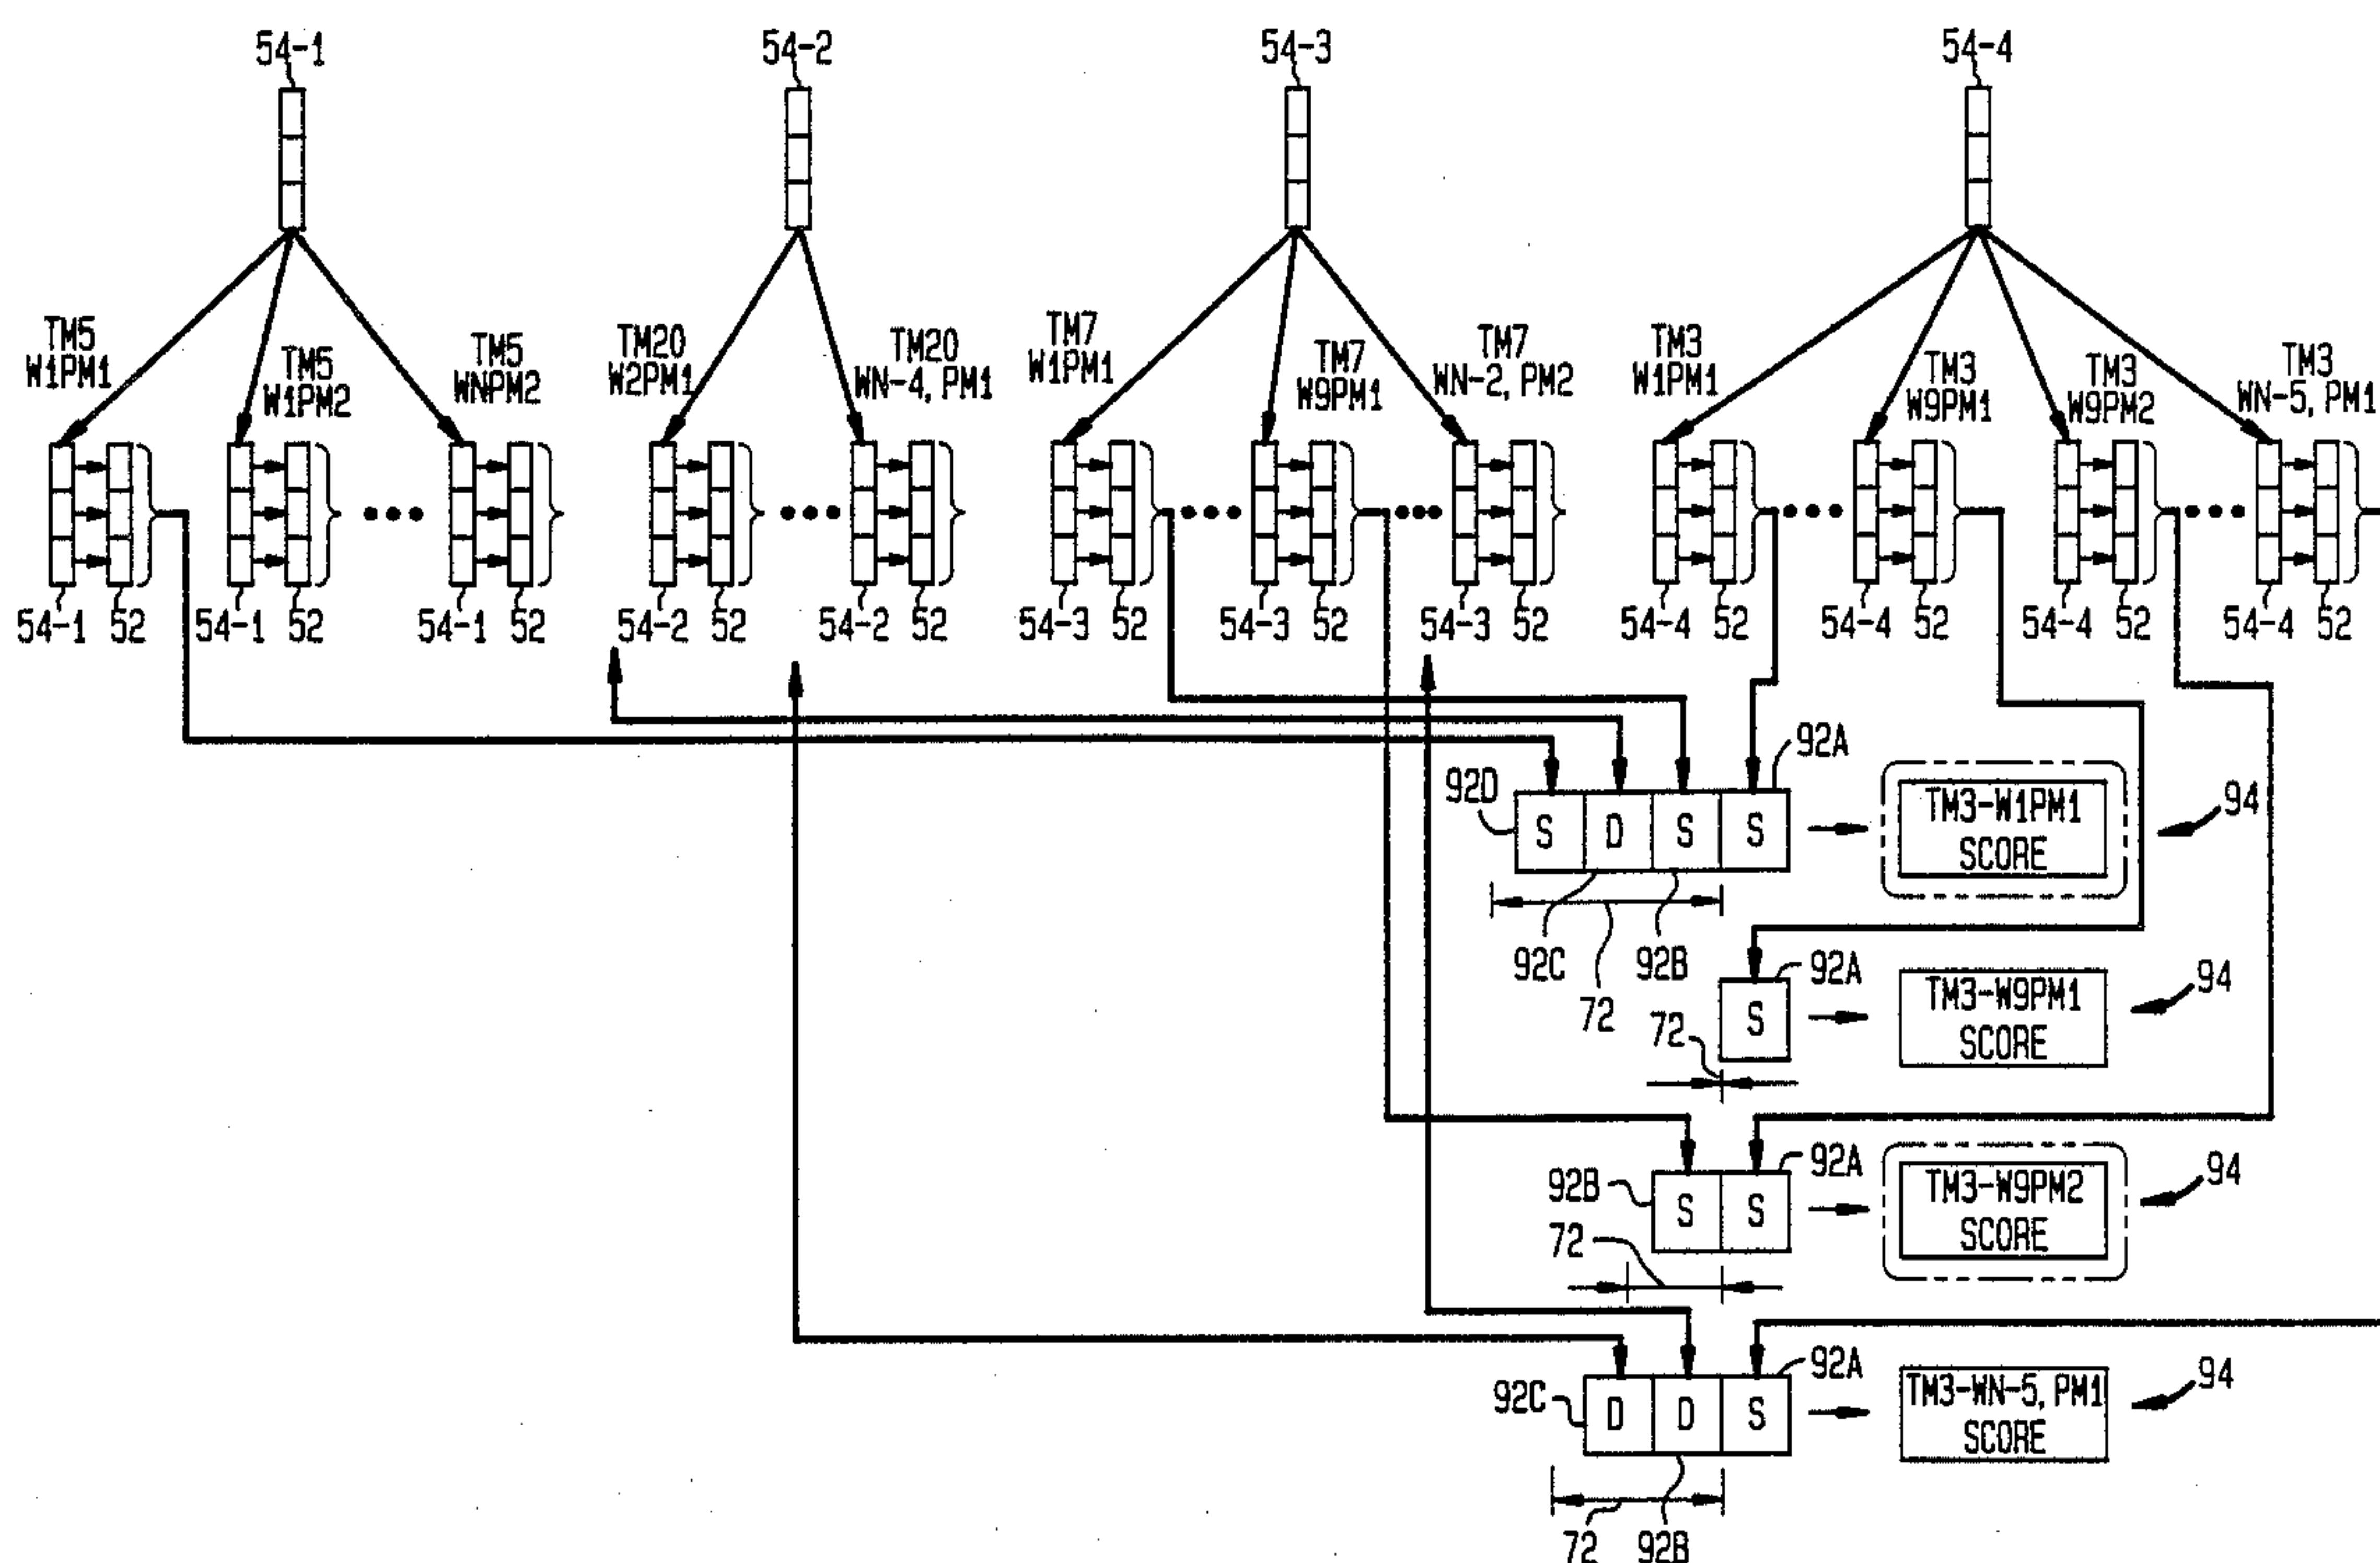 54-1 54-2 54-3 54-4
TM5
W1PM1
TM5
W1PM2
TM5
WNPM2
TM20
W2PM1
TM20
WN-4, PM1
TM7
W1PM1
TM7
W9PM1
TM7
WN-2, PM2
TM3
W1PM1
TM3
W9PM1
TM3
W9PM2
TM3
WN-5, PM1
54-1 52 54-1 52 54-1 52 54-2 52 54-2 52 54-3 52 54-3 52 54-3 52 54-4 52 54-4 52 54-4 52 54-4 52
92A
92D
S D S S
TM3-W1PM1
SCORE
94
92C 92B
72
92A
S
TM3-W9PM1
SCORE
94
72
92A
92B
S S
TM3-W9PM2
SCORE
94
72
92A
92C
D D S
TM3-WN-5, PM1
SCORE
94
72 92B